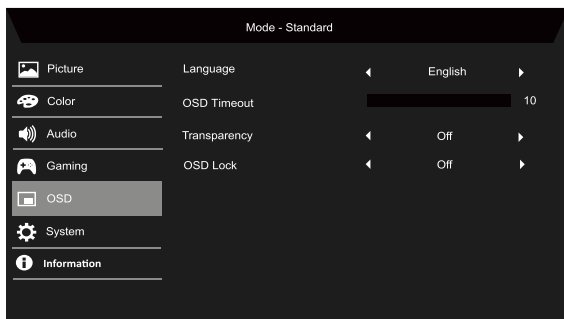 Mode - Standard
Picture
Color
Audio
Gaming
OSD
System
Information
Language
English
OSD Timeout
10
Transparency
Off
OSD Lock
Off